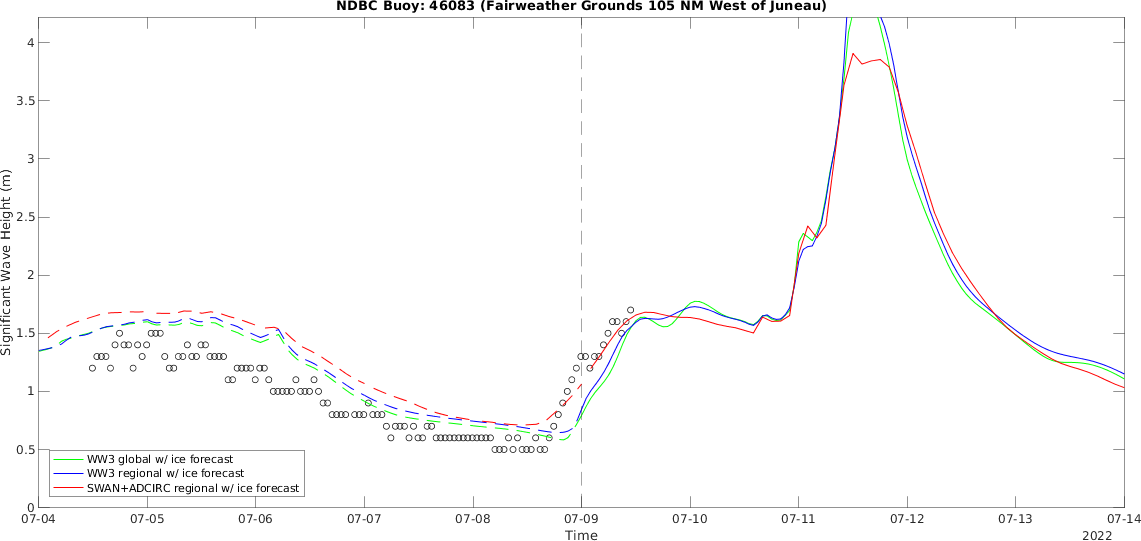 NDBC Buoy: 46083 (Fairweather Grounds 105 NM West of Juneau)
Significant Wave Height (m)
4
3.5
3
2.5
2
1.5
1
0.5
0
WW3 global w/ ice forecast
WW3 regional w/ ice forecast
SWAN+ADCIRC regional w/ ice forecast
07-04 07-05 07-06 07-07 07-08 07-09 07-10 07-11 07-12 07-13 07-14
Time
2022